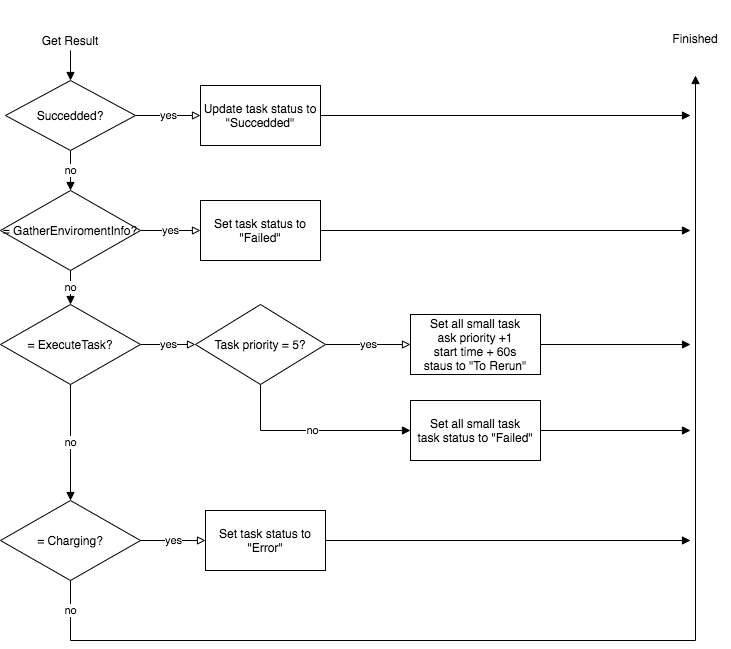 Get Result
Finished
Succedded?
yes
Update task status to
"Succedded"
no
= GatherEnviromentInfo?
yes
Set task status to
"Failed"
no
= ExecuteTask?
yes
Task priority = 5?
yes
Set all small task
ask priority +1
start time + 60s
staus to "To Rerun"
no
Set all small task
task status to "Failed"
no
= Charging?
yes
Set task status to
"Error"
no